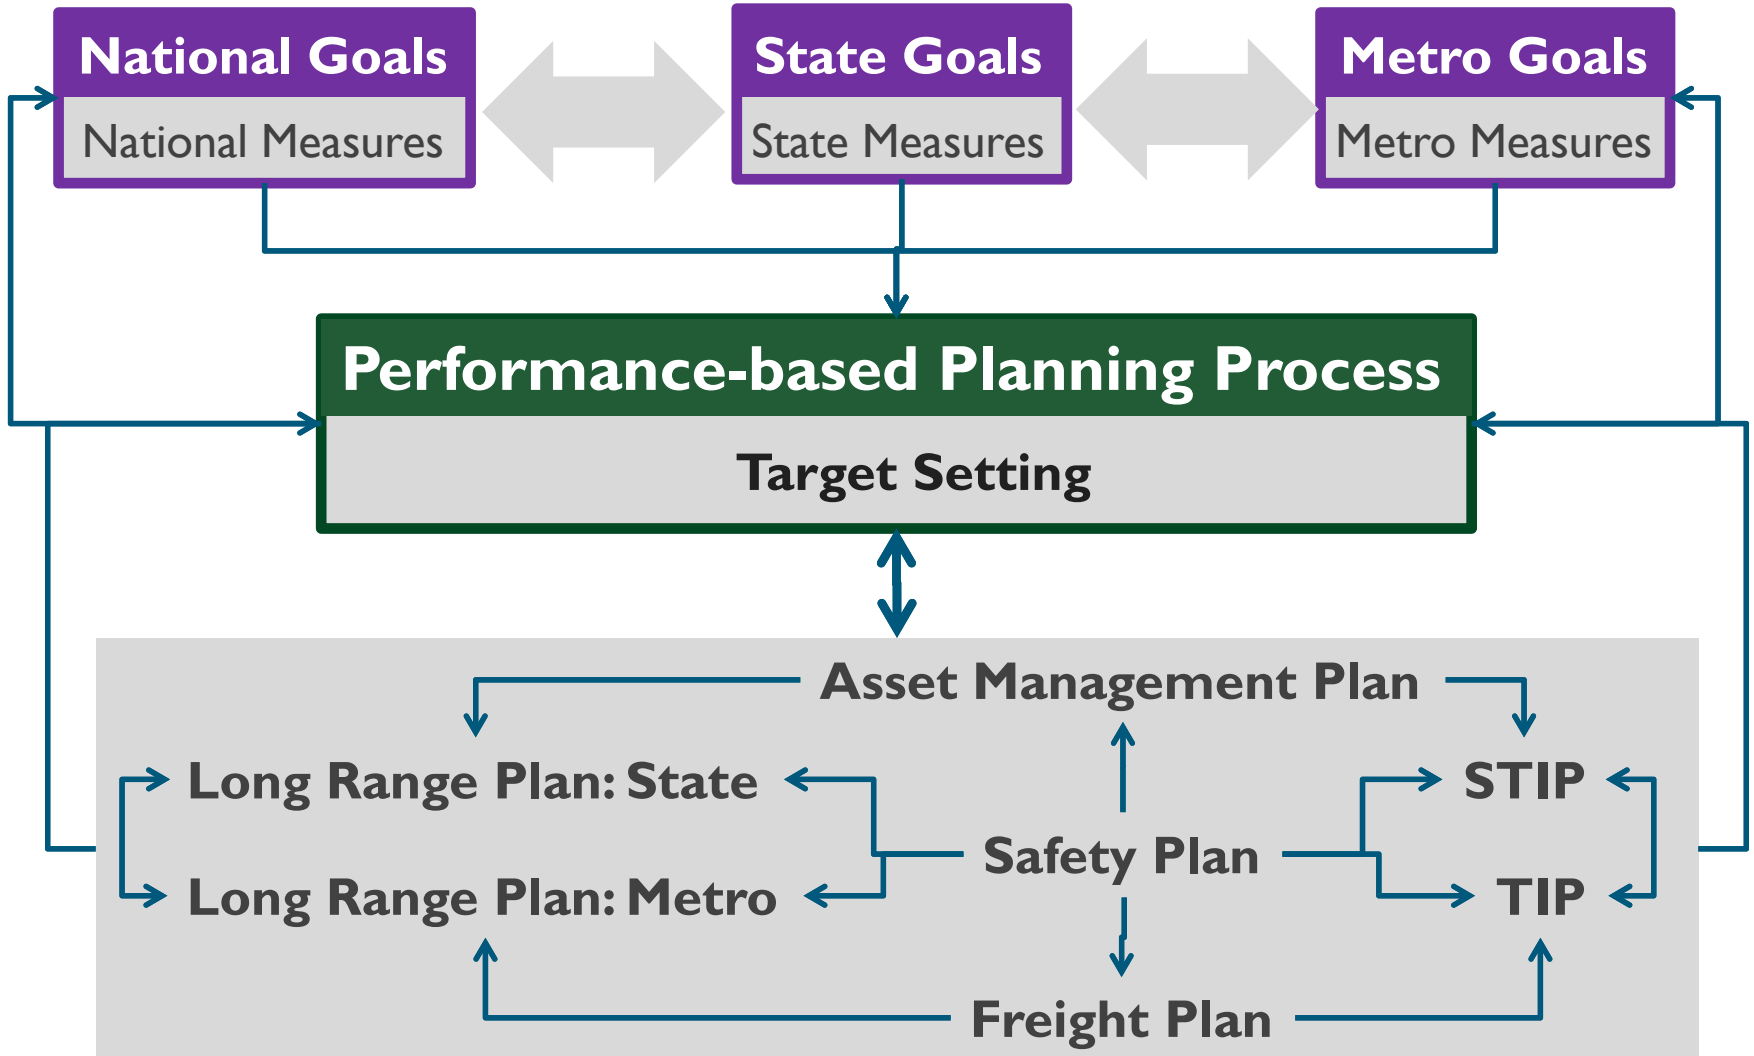 National Goals
National Measures
State Goals
State Measures
Metro Goals
Metro Measures
Performance-based Planning Process
Target Setting
Asset Management Plan
Long Range Plan: State
STIP
Safety Plan
Long Range Plan: Metro
TIP
Freight Plan